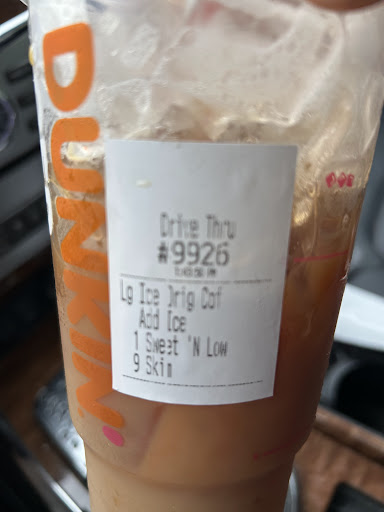 DUNKIN'
Drive Thru
#9926
Lg Ice Orig Cof
Add Ice
1 Sweet 'N Low
9 Skim